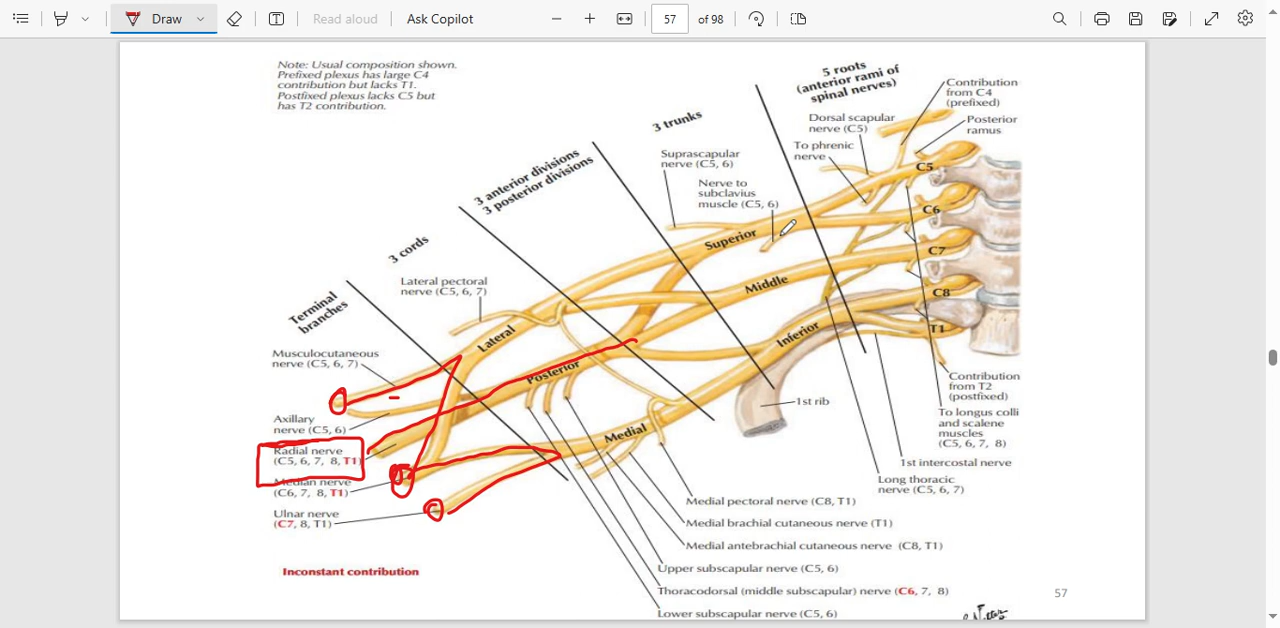 Draw
Read aloud
Ask Copilot
57
of 98
Note: Usual composition shown.
Prefixed plexus has large C4
contribution but lacks T1.
Postfixed plexus lacks C5 but
has T2 contribution.
5 roots
(anterior rami of
spinal nerves)
Contribution
from C4
(prefixed)
Dorsal scapular
nerve (C5)
Posterior
ramus
3 trunks
To phrenic
nerve
Suprascapular
nerve (C5, 6)
3 anterior divisions
3 posterior divisions
Nerve to
subclavius
muscle (C5, 6)
C5
C6
C7
C8
T1
Superior
Middle
Inferior
3 cords
Lateral pectoral
nerve (C5, 6, 7)
Terminal
branches
Lateral
Posterior
Medial
Musculocutaneous
nerve (C5, 6, 7)
Axillary
nerve (C5, 6)
Radial nerve
(C5, 6, 7, 8, T1)
Median nerve
(C6, 7, 8, T1)
Ulnar nerve
(C7, 8, T1)
1st rib
Contribution
from T2
(postfixed)
To longus colli
and scalene
muscles
(C5, 6, 7, 8)
1st intercostal nerve
Long thoracic
nerve (C5, 6, 7)
Medial pectoral nerve (C8, T1)
Medial brachial cutaneous nerve (T1)
Medial antebrachial cutaneous nerve (C8, T1)
Upper subscapular nerve (C5, 6)
Thoracodorsal (middle subscapular) nerve (C6, 7, 8)
Lower subscapular nerve (C5, 6)
Inconstant contribution
57